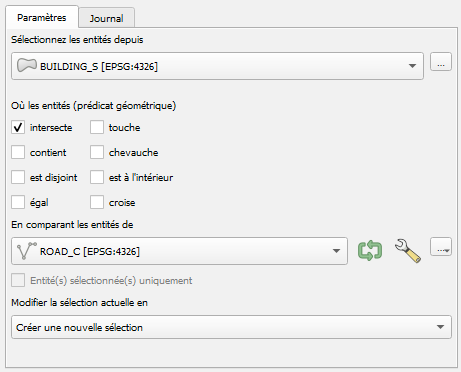 Paramètres Journal
Sélectionnez les entités depuis
BUILDING_S [EPSG:4326] ...
Où les entités (prédicat géométrique)
intersecte touche
contient chevauche
est disjoint est à l'intérieur
égal croise
En comparant les entités de
ROAD_C [EPSG:4326] ...
Entité(s) sélectionnée(s) uniquement
Modifier la sélection actuelle en
Créer une nouvelle sélection